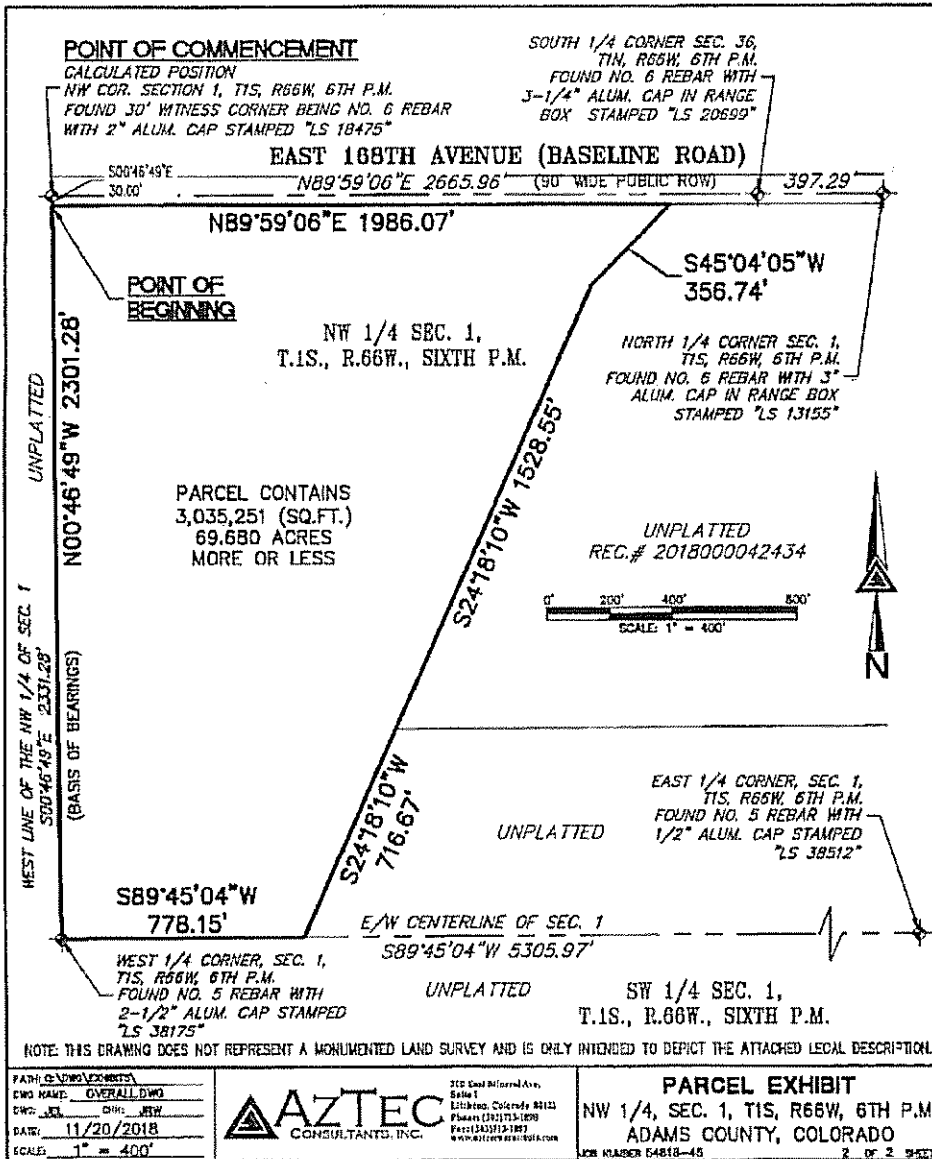 POINT OF COMMENCEMENT
CALCULATED POSITION
NW COR. SECTION 1, T1S, R66W, 6TH P.M.
FOUND 30' WITNESS CORNER BEING NO. 6 REBAR
WITH 2" ALUM. CAP STAMPED "LS 18475"
SOUTH 1/4 CORNER SEC. 36,
T1N, R66W, 6TH P.M.
FOUND NO. 6 REBAR WITH
3-1/4" ALUM. CAP IN RANGE
BOX STAMPED "LS 20699"
EAST 168TH AVENUE (BASELINE ROAD)
S00°46'49"E
30.00'
N89°59'06"E 2665.96' (90' WIDE PUBLIC ROW) 397.29'
N89°59'06"E 1986.07'
POINT OF
BEGINNING
S45°04'05"W
356.74'
NW 1/4 SEC. 1,
T.1S., R.66W., SIXTH P.M.
NORTH 1/4 CORNER SEC. 1,
T1S, R66W, 6TH P.M.
FOUND NO. 6 REBAR WITH 3"
ALUM. CAP IN RANGE BOX
STAMPED "LS 13155"
UNPLATTED
N00°46'49"W 2301.28'
PARCEL CONTAINS
3,035,251 (SQ.FT.)
69.680 ACRES
MORE OR LESS
S24°18'10"W 1528.55'
UNPLATTED
REC.# 2018000042434
0' 200' 400' 800'
SCALE: 1" = 400'
N
WEST LINE OF THE NW 1/4 OF SEC. 1
S00°46'49"E 2331.28'
(BASIS OF BEARINGS)
S24°18'10"W
716.67'
UNPLATTED
EAST 1/4 CORNER, SEC. 1,
T1S, R66W, 6TH P.M.
FOUND NO. 5 REBAR WITH
1/2" ALUM. CAP STAMPED
"LS 38512"
S89°45'04"W
778.15'
E/W CENTERLINE OF SEC. 1
S89°45'04"W 5305.97'
WEST 1/4 CORNER, SEC. 1,
T1S, R66W, 6TH P.M.
FOUND NO. 5 REBAR WITH
2-1/2" ALUM. CAP STAMPED
"LS 38175"
UNPLATTED
SW 1/4 SEC. 1,
T.1S., R.66W., SIXTH P.M.
NOTE: THIS DRAWING DOES NOT REPRESENT A MONUMENTED LAND SURVEY AND IS ONLY INTENDED TO DEPICT THE ATTACHED LEGAL DESCRIPTION.
PATH: Q:\DWG\EXHIBITS\
DWG NAME: OVERALL.DWG
DWG: JEL CHK: JRW
DATE: 11/20/2018
SCALE: 1" = 400'
AZTEC
CONSULTANTS, INC.
Littleton, Colorado
PARCEL EXHIBIT
NW 1/4, SEC. 1, T1S, R66W, 6TH P.M
ADAMS COUNTY, COLORADO
JOB NUMBER 54818-45 2 OF 2 SHEET